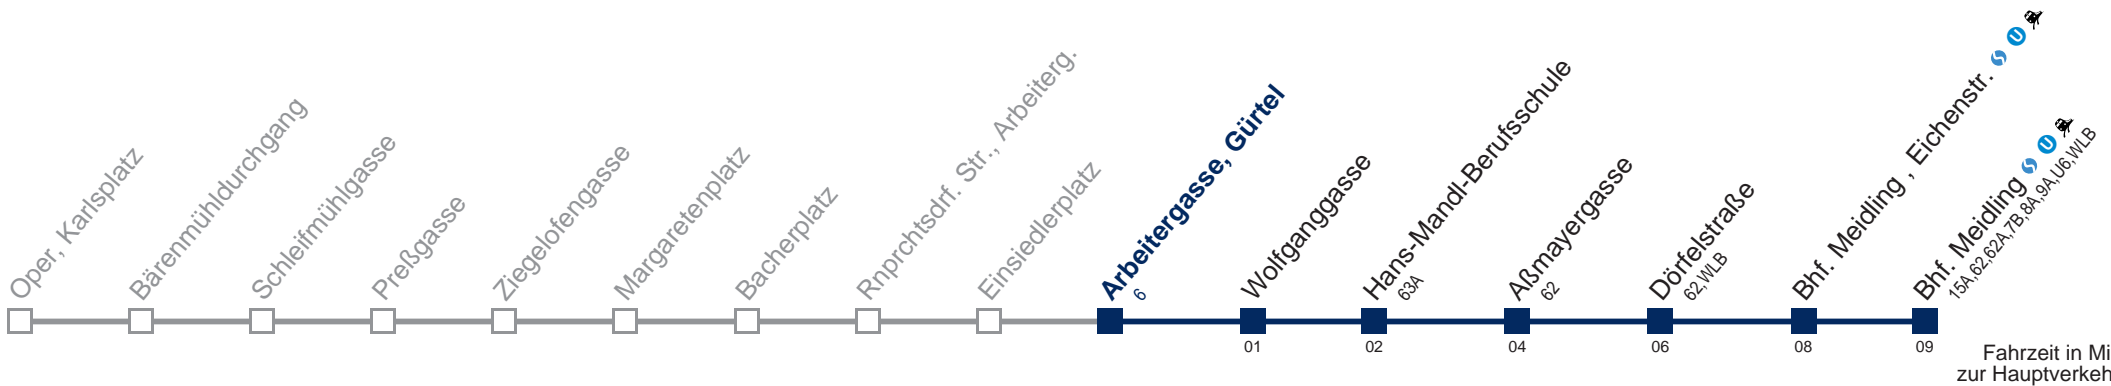 Oper, Karlsplatz
Bärenmühldurchgang
Schleifmühlgasse
Preßgasse
Ziegelofengasse
Margaretenplatz
Bacherplatz
Rnprchtsdrf. Str., Arbeiterg.
Einsiedlerplatz
Arbeitergasse, Gürtel
6
Wolfganggasse
Hans-Mandl-Berufsschule
63A
Aßmayergasse
62
Dörfelstraße
62,WLB
Bhf. Meidling , Eichenstr. S U
Bhf. Meidling S U
15A,62,62A,7B,8A,9A,U6,WLB
01
02
04
06
08
09
Fahrzeit in Mi
zur Hauptverkeh